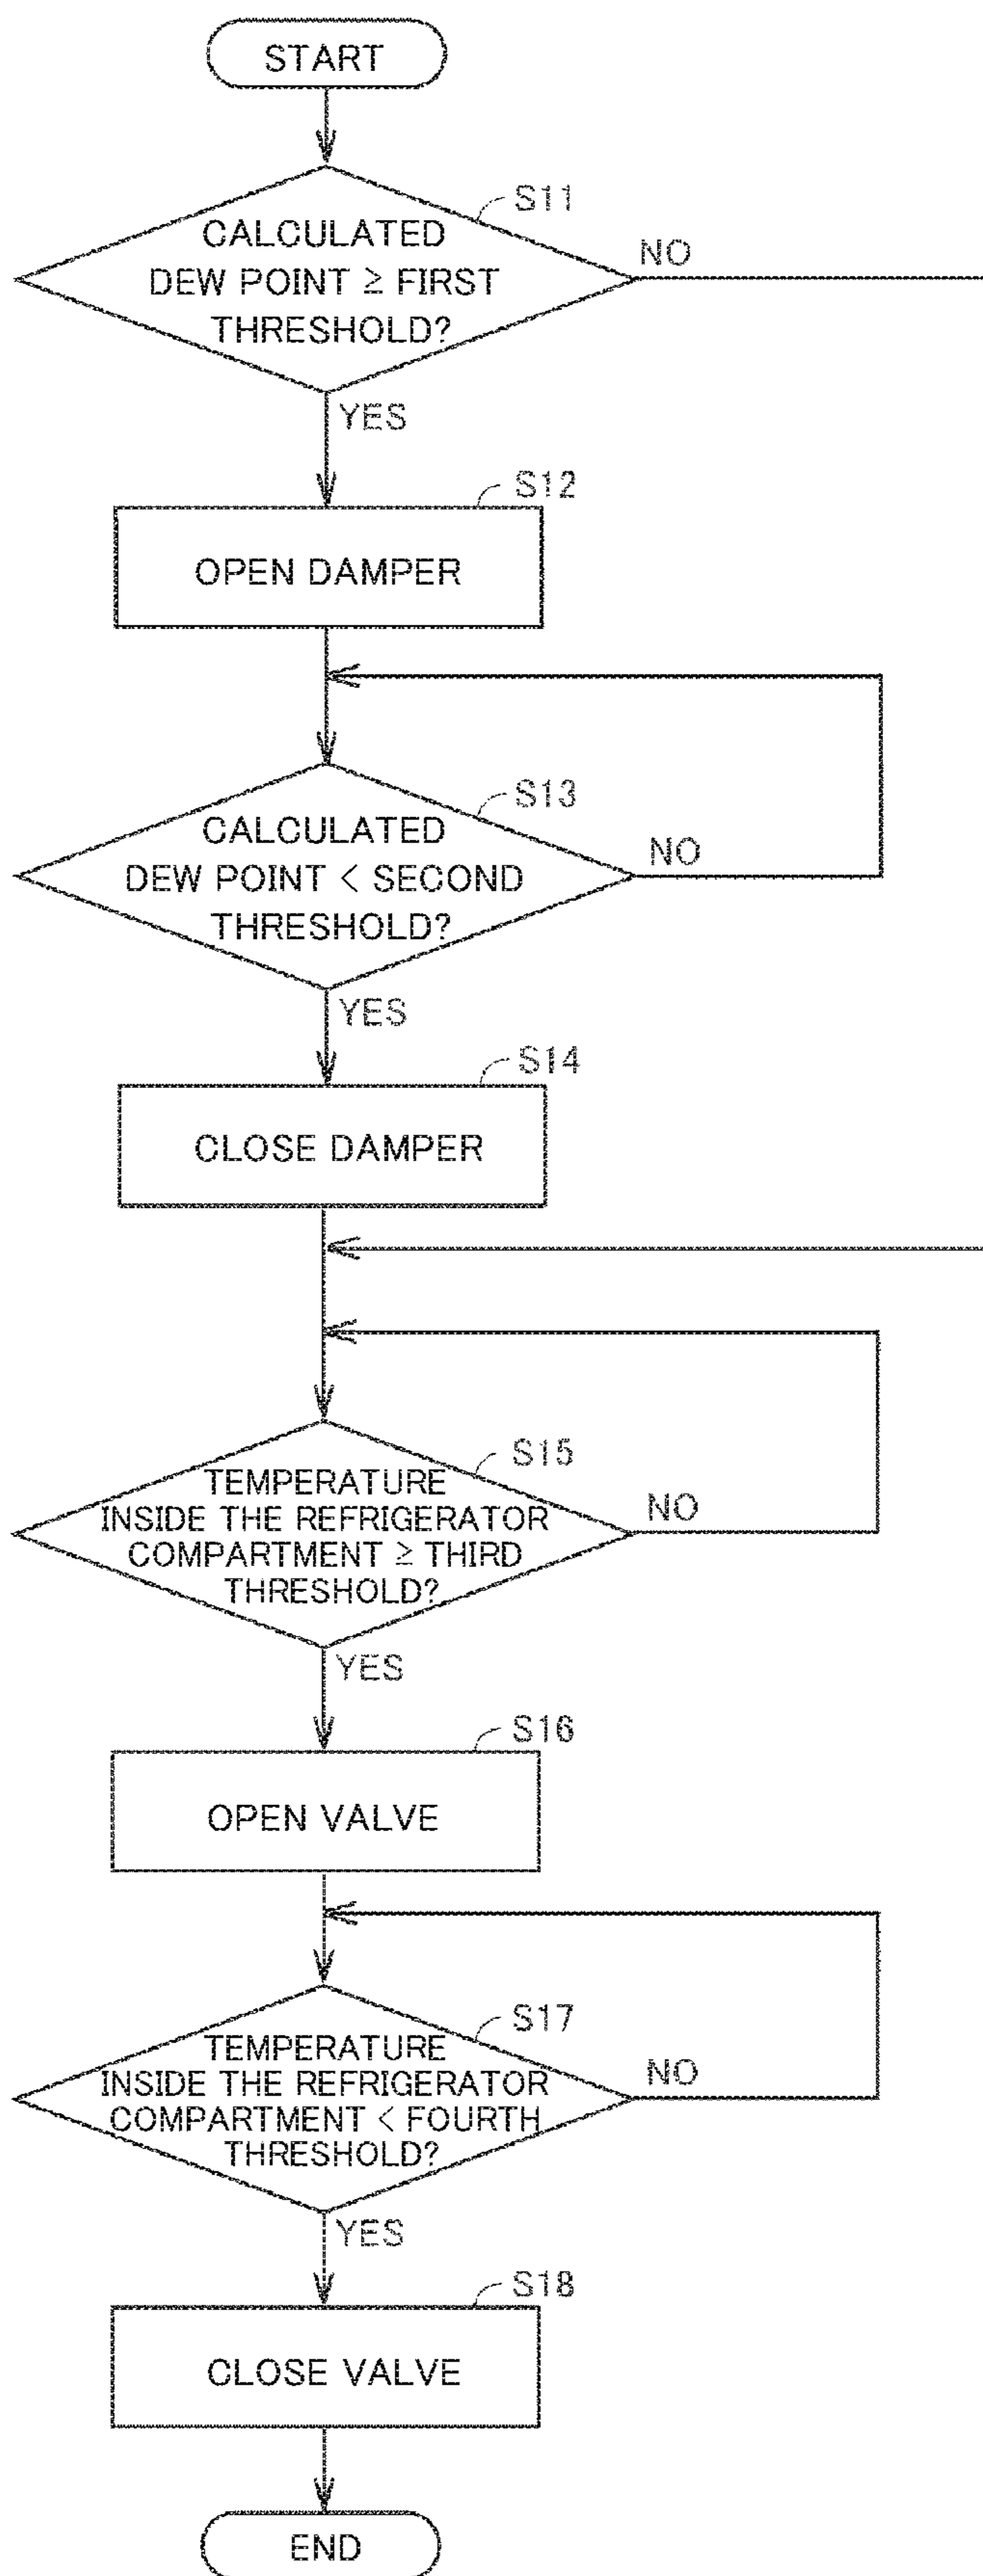 START
S11
CALCULATED
DEW POINT ≥ FIRST
THRESHOLD?
NO
YES
S12
OPEN DAMPER
S13
CALCULATED
DEW POINT < SECOND
THRESHOLD?
NO
YES
S14
CLOSE DAMPER
S15
TEMPERATURE
INSIDE THE REFRIGERATOR
COMPARTMENT ≥ THIRD
THRESHOLD?
NO
YES
S16
OPEN VALVE
S17
TEMPERATURE
INSIDE THE REFRIGERATOR
COMPARTMENT < FOURTH
THRESHOLD?
NO
YES
S18
CLOSE VALVE
END